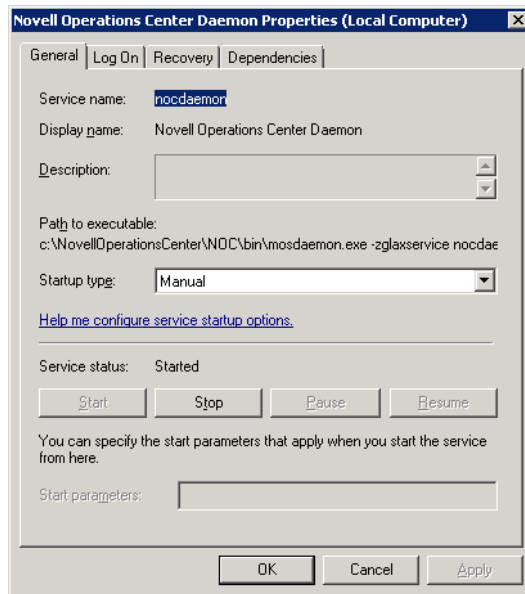 Novell Operations Center Daemon Properties (Local Computer)
General Log On Recovery Dependencies
Service name: nocdaemon
Display name: Novell Operations Center Daemon
Description:
Path to executable:
c:\NovellOperationsCenter\NOC\bin\mosdaemon.exe -zglaxservice nocdae
Startup type: Manual
Help me configure service startup options.
Service status: Started
Start Stop Pause Resume
You can specify the start parameters that apply when you start the service
from here.
Start parameters:
OK Cancel Apply